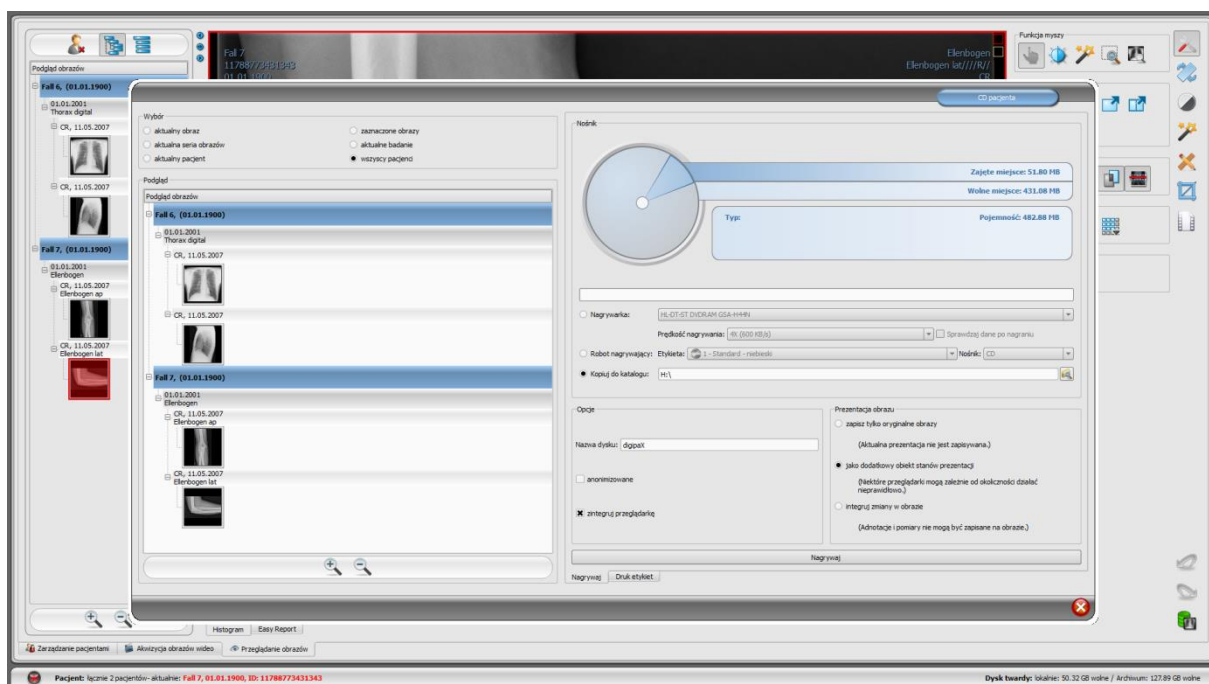 Funkcja myszy
Podgląd obrazów
Fall 7
11788773431343
01.01.1900
Ellenbogen
Ellenbogen lat////R//
CR
Fall 6, (01.01.1900)
01.01.2001
Thorax digital
CR, 11.05.2007
CR, 11.05.2007
Fall 7, (01.01.1900)
01.01.2001
Ellenbogen
CR, 11.05.2007
Ellenbogen ap
CR, 11.05.2007
Ellenbogen lat
CD pacjenta
Wybór
aktualny obraz
zaznaczone obrazy
aktualna seria obrazów
aktualne badanie
aktualny pacjent
wszyscy pacjenci
Podgląd
Podgląd obrazów
Fall 6, (01.01.1900)
01.01.2001
Thorax digital
CR, 11.05.2007
CR, 11.05.2007
Fall 7, (01.01.1900)
01.01.2001
Ellenbogen
CR, 11.05.2007
Ellenbogen ap
CR, 11.05.2007
Ellenbogen lat
Nośnik
Zajęte miejsce: 51.80 MB
Wolne miejsce: 431.08 MB
Typ: Pojemność: 482.88 MB
Nagrywarka: HL-DT-ST DVDRAM GSA-H44N
Prędkość nagrywania: 4X (600 KB/s) Sprawdzaj dane po nagraniu
Robot nagrywający: Etykieta: 1 - Standard - niebieski Nośnik: CD
Kopiuj do katalogu: H:\
Opcje
Nazwa dysku: digipaX
anonimizowane
zintegruj przeglądarkę
Prezentacja obrazu
zapisz tylko oryginalne obrazy
(Aktualna prezentacja nie jest zapisywana.)
jako dodatkowy obiekt stanów prezentacji
(Niektóre przeglądarki mogą zależnie od okoliczności działać
nieprawidłowo.)
integruj zmiany w obrazie
(Adnotacje i pomiary nie mogą być zapisane na obrazie.)
Nagrywaj
Nagrywaj Druk etykiet
Histogram Easy Report
Zarządzanie pacjentami Akwizycja obrazów wideo Przeglądanie obrazów
Pacjent: łącznie 2 pacjentów- aktualnie: Fall 7, 01.01.1900, ID: 11788773431343
Dysk twardy: lokalnie: 50.32 GB wolne / Archiwum: 127.89 GB wolne